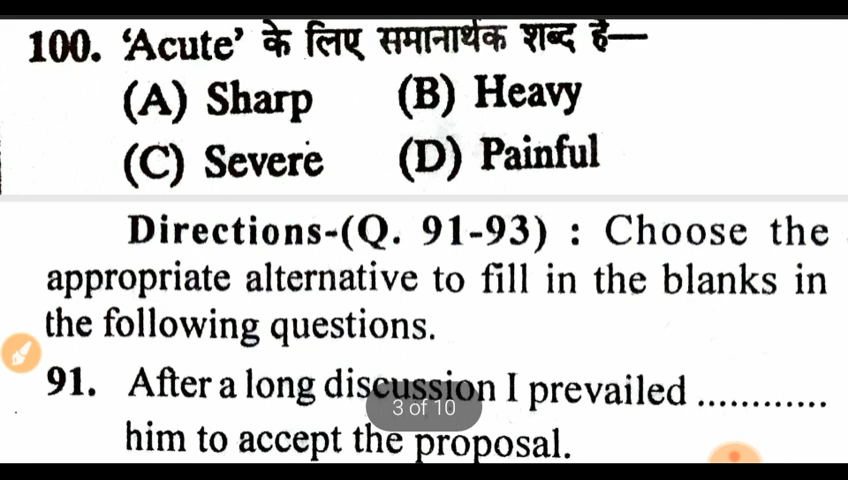 100. ‘Acute’ के लिए समानार्थक शब्द है—
(A) Sharp (B) Heavy
(C) Severe (D) Painful
Directions-(Q. 91-93) : Choose the
appropriate alternative to fill in the blanks in
the following questions.
91. After a long discussion I prevailed ............
3 of 10
him to accept the proposal.